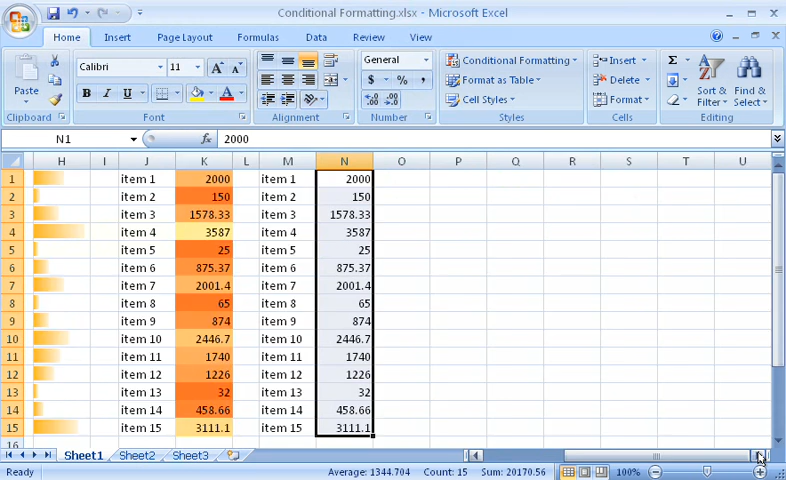 Conditional Formatting.xlsx - Microsoft Excel
Home Insert Page Layout Formulas Data Review View
Calibri 11 A A General Conditional Formatting Insert Σ
Paste B I U A $ % , Format as Table Delete Sort & Find &
Cell Styles Format Filter Select
Clipboard Font Alignment Number Styles Cells Editing
N1 fx 2000
H I J K L M N O P Q R S T U
1 item 1 2000 item 1 2000
2 item 2 150 item 2 150
3 item 3 1578.33 item 3 1578.33
4 item 4 3587 item 4 3587
5 item 5 25 item 5 25
6 item 6 875.37 item 6 875.37
7 item 7 2001.4 item 7 2001.4
8 item 8 65 item 8 65
9 item 9 874 item 9 874
10 item 10 2446.7 item 10 2446.7
11 item 11 1740 item 11 1740
12 item 12 1226 item 12 1226
13 item 13 32 item 13 32
14 item 14 458.66 item 14 458.66
15 item 15 3111.1 item 15 3111.1
16
Sheet1 Sheet2 Sheet3
Ready Average: 1344.704 Count: 15 Sum: 20170.56 100%